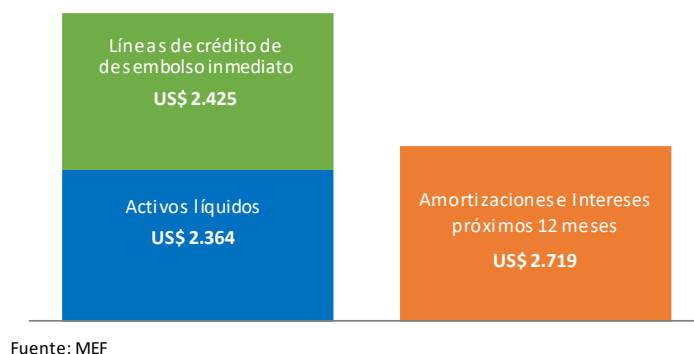 Líneas de crédito de
desembolso inmediato
US$ 2.425
Activos líquidos
US$ 2.364
Amortizaciones e Intereses
próximos 12 meses
US$ 2.719
Fuente: MEF